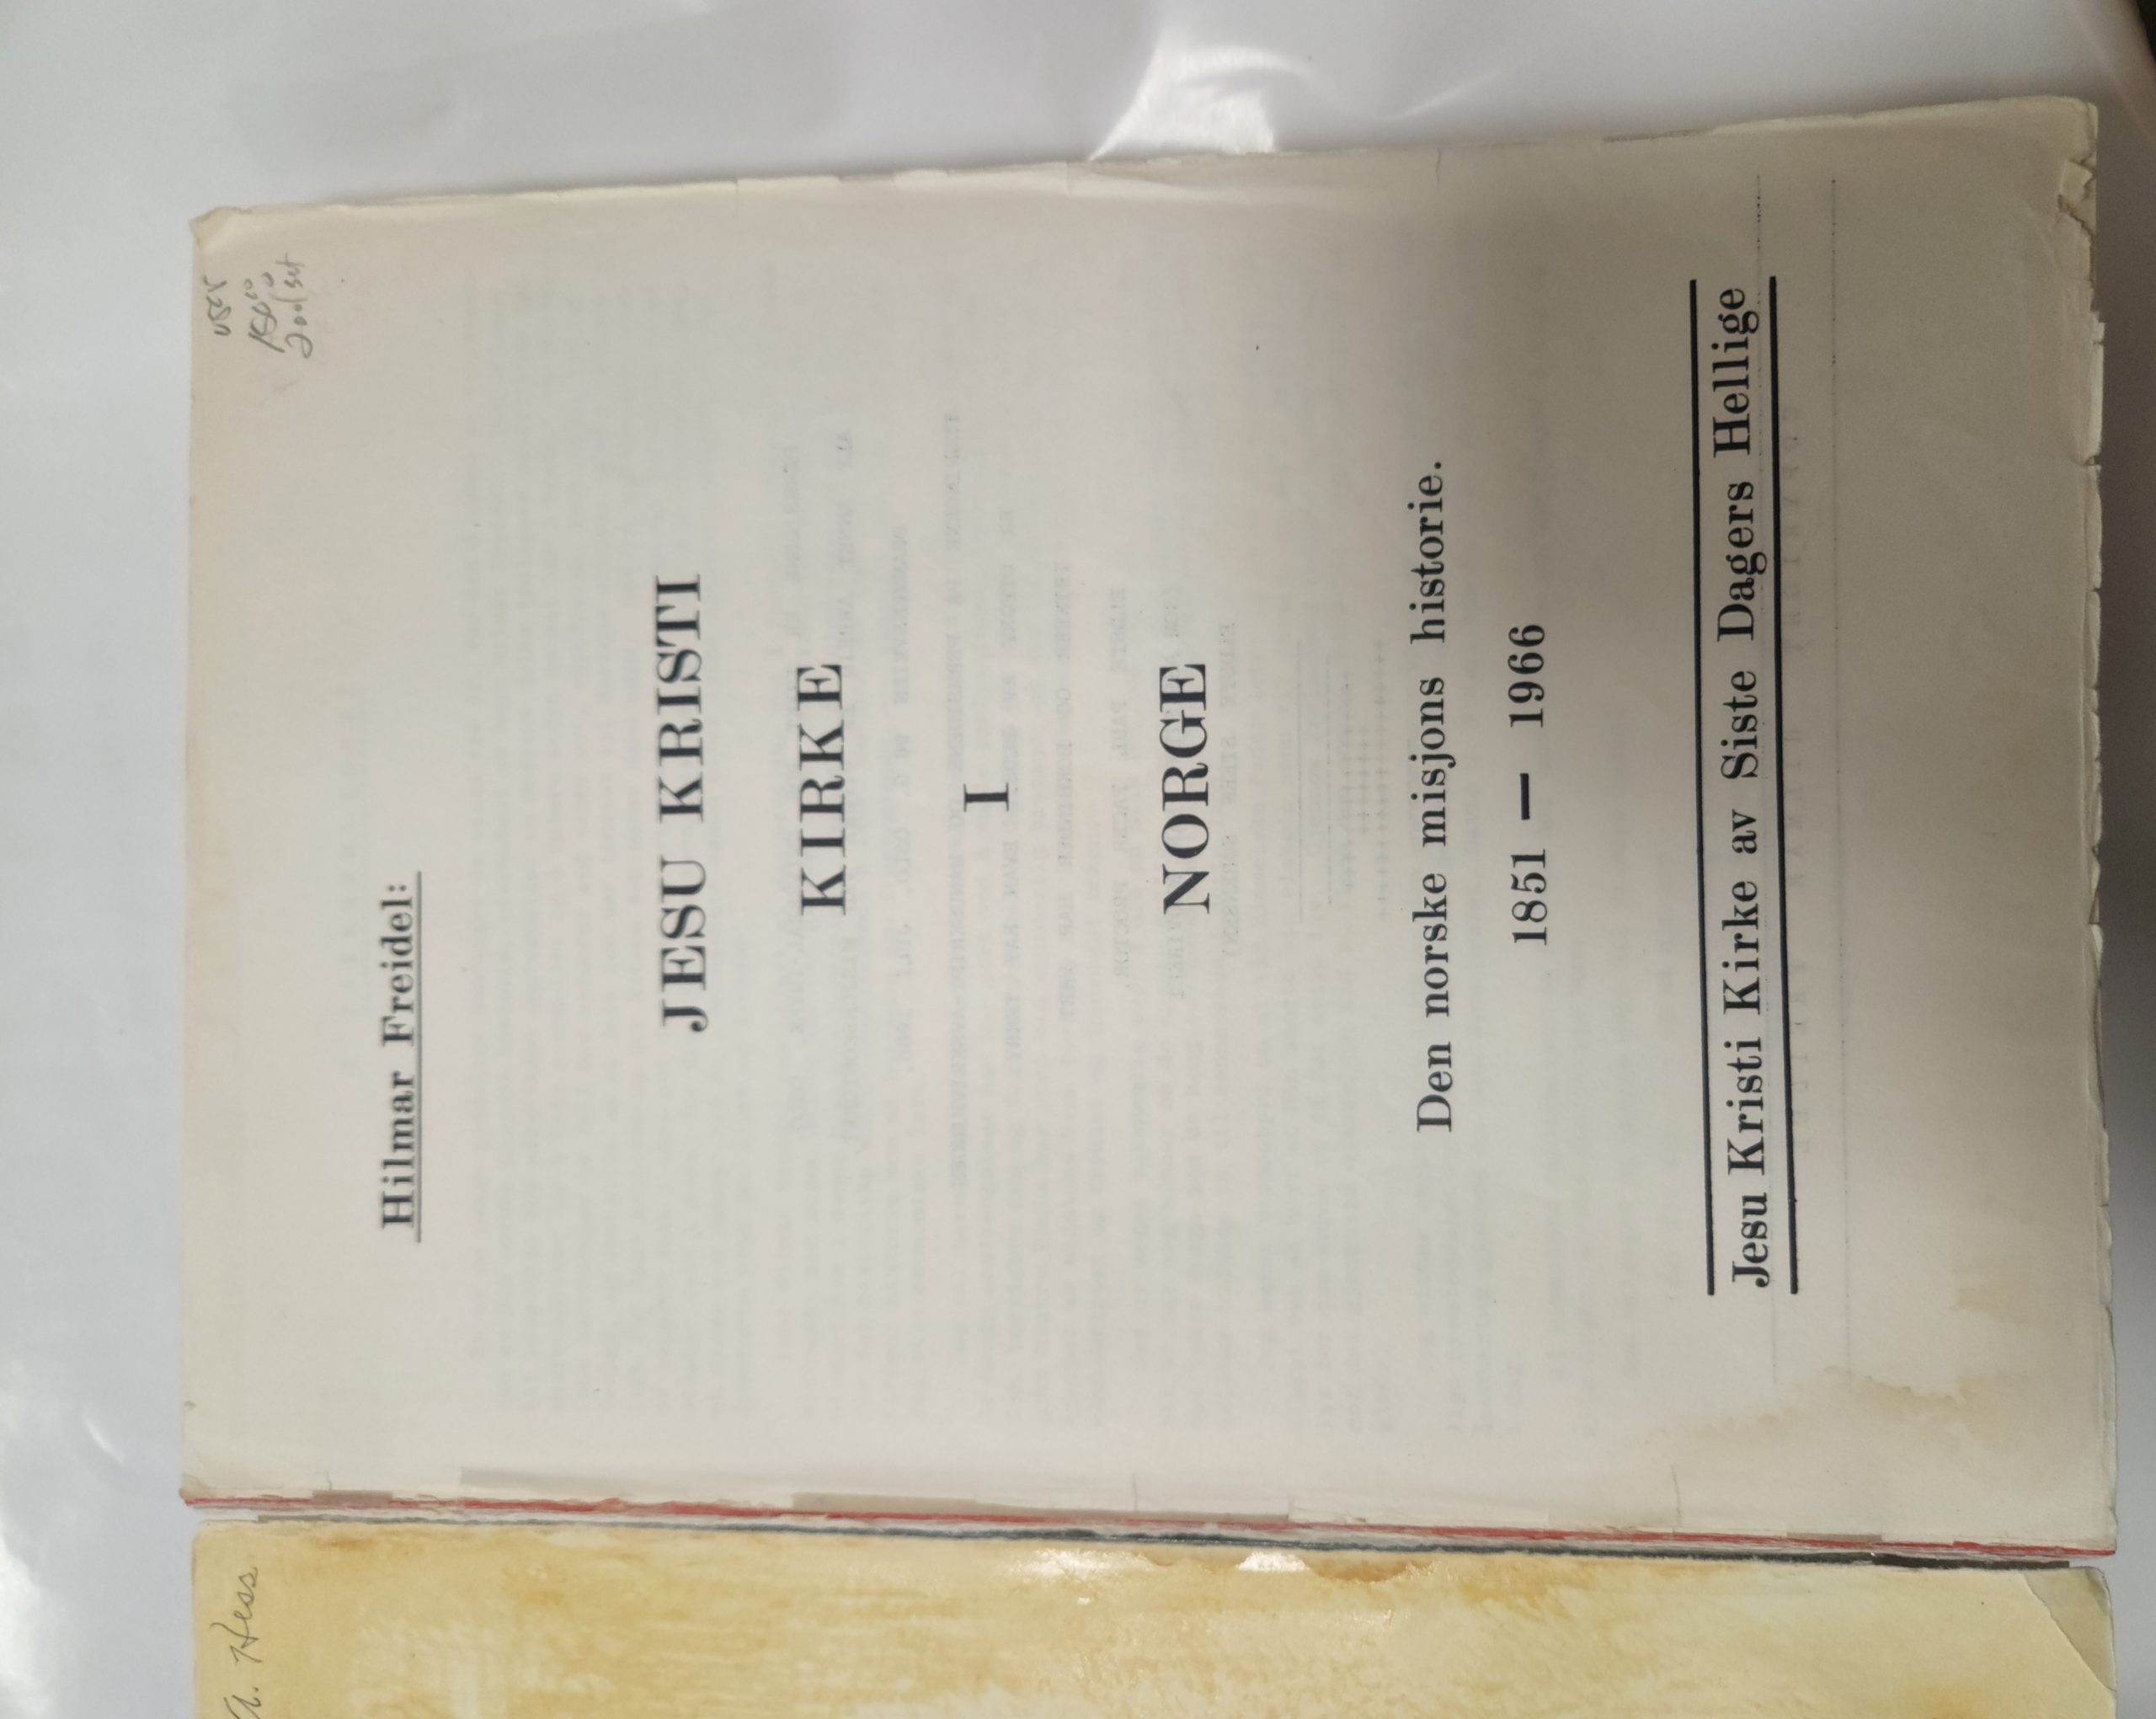 Hilmar Freidel:
JESU KRISTI
KIRKE
I
NORGE
Den norske misjons historie.
1851 — 1966
Jesu Kristi Kirke av Siste Dagers Hellige
a. Hess